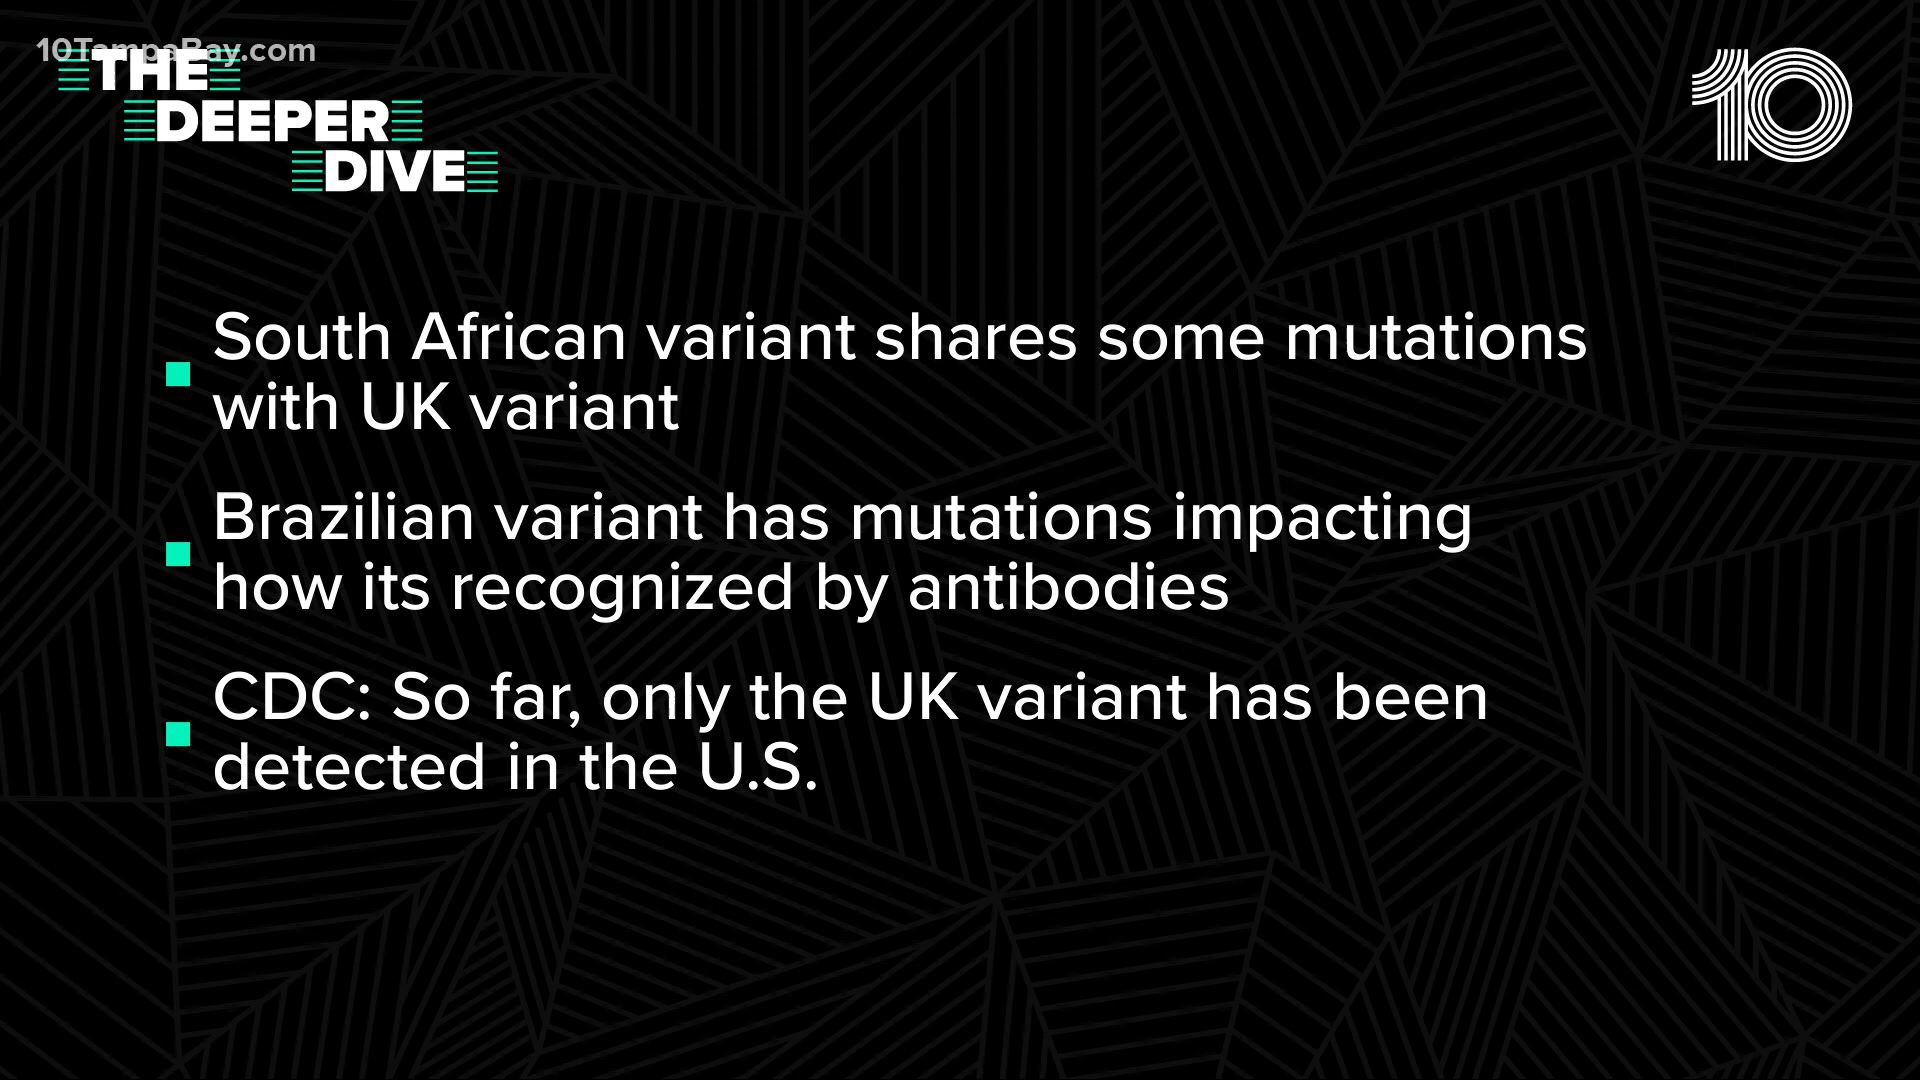 10TampaBay.com
THE
DEEPER
DIVE
10
South African variant shares some mutations
with UK variant
Brazilian variant has mutations impacting
how its recognized by antibodies
CDC: So far, only the UK variant has been
detected in the U.S.